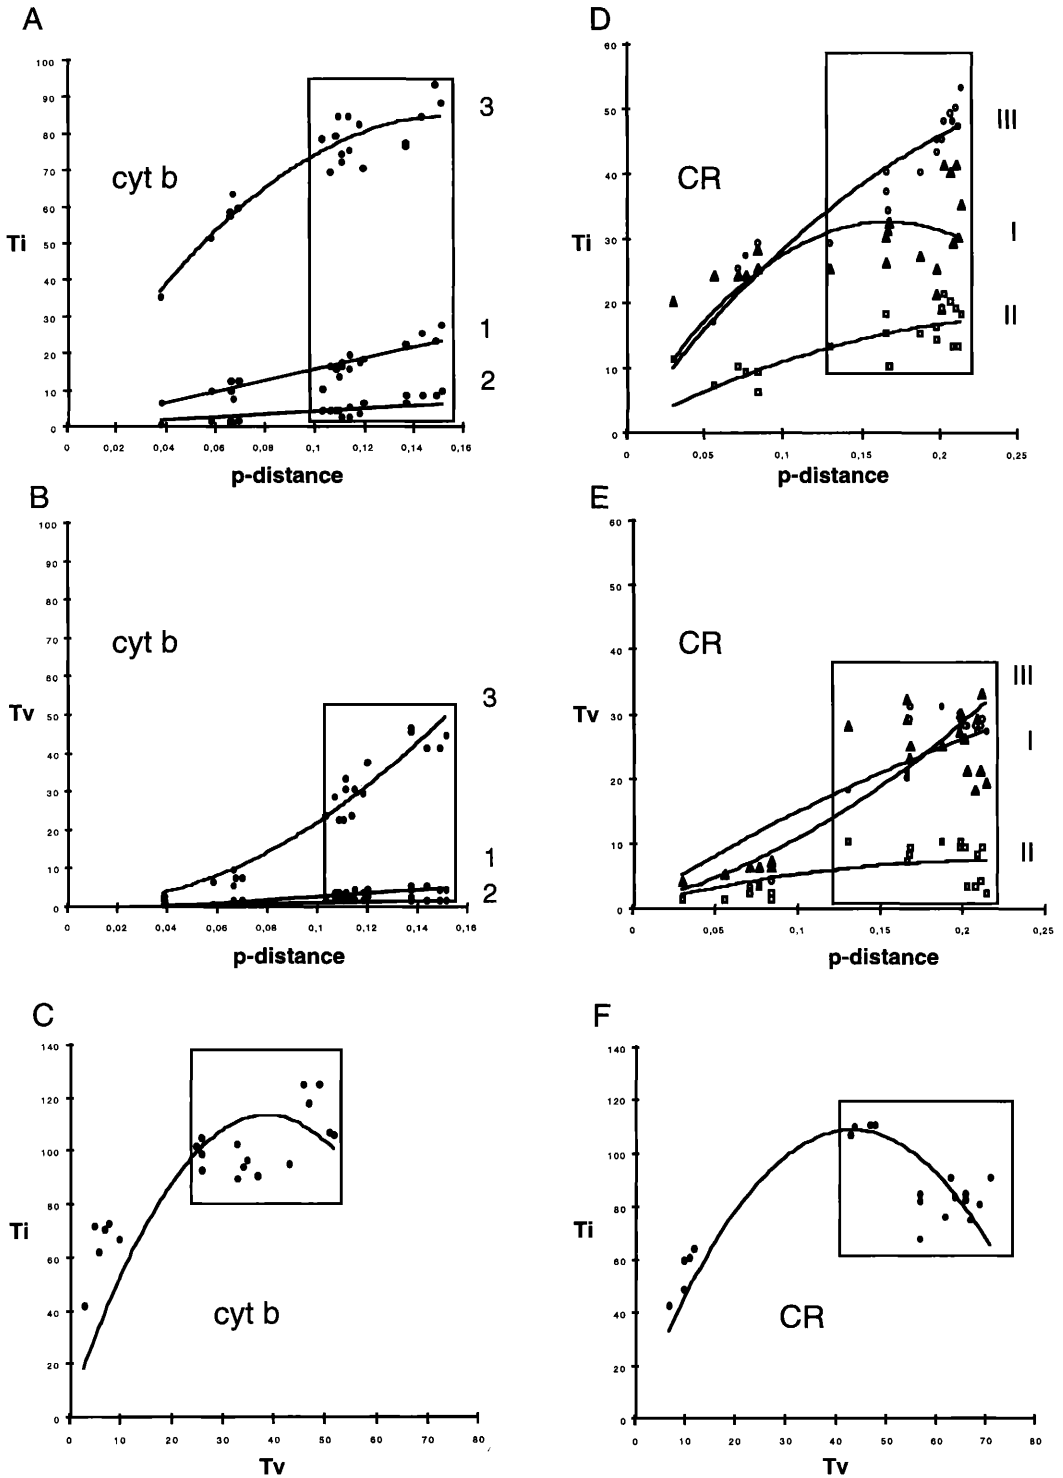 A
100
90
80
70
60
50
40
30
20
10
0
Ti
cyt b
3
1
2
0 0,02 0,04 0,06 0,08 0,1 0,12 0,14 0,16
p-distance
B
100
90
80
70
60
50
40
30
20
10
0
Tv
cyt b
3
1
2
0 0,02 0,04 0,06 0,08 0,1 0,12 0,14 0,16
p-distance
C
140
120
100
80
60
40
20
0
Ti
cyt b
0 10 20 30 40 50 60 70 80
Tv
D
60
50
40
30
20
10
0
Ti
CR
III
I
II
0 0,05 0,1 0,15 0,2 0,25
p-distance
E
60
50
40
30
20
10
0
Tv
CR
III
I
II
0 0,05 0,1 0,15 0,2 0,25
p-distance
F
140
120
100
80
60
40
20
0
Ti
CR
0 10 20 30 40 50 60 70 80
Tv